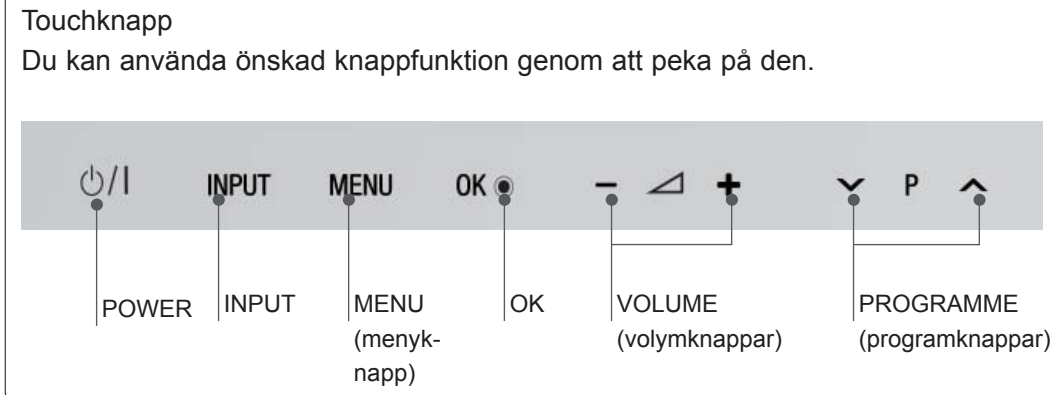 Touchknapp
Du kan använda önskad knappfunktion genom att peka på den.
⏻/I INPUT MENU OK ◉ − ◿ + ⌄ P ⌃
POWER INPUT MENU OK VOLUME PROGRAMME
(menyk- (volymknappar) (programknappar)
napp)